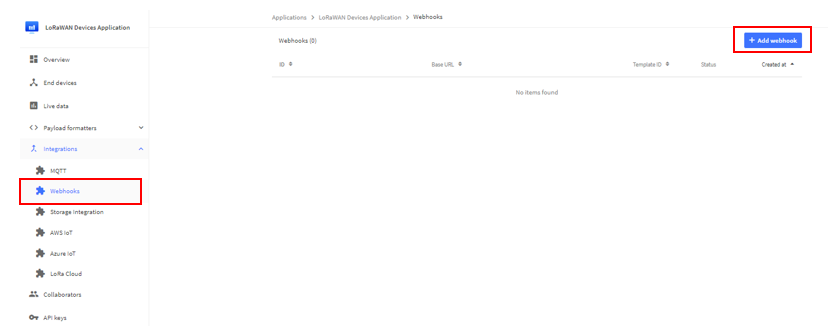 LoRaWAN Devices Application
Overview
End devices
Live data
Payload formatters
Integrations
MQTT
Webhooks
Storage Integration
AWS IoT
Azure IoT
LoRa Cloud
Collaborators
API keys
Applications > LoRaWAN Devices Application > Webhooks
Webhooks (0)
+ Add webhook
ID Base URL Template ID Status Created at
No items found